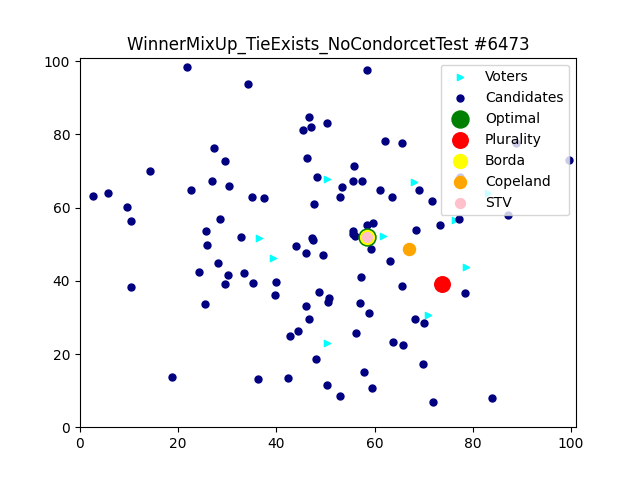 WinnerMixUp_TieExists_NoCondorcetTest #6473
100
80
60
40
20
0
0 20 40 60 80 100
Voters
Candidates
Optimal
Plurality
Borda
Copeland
STV